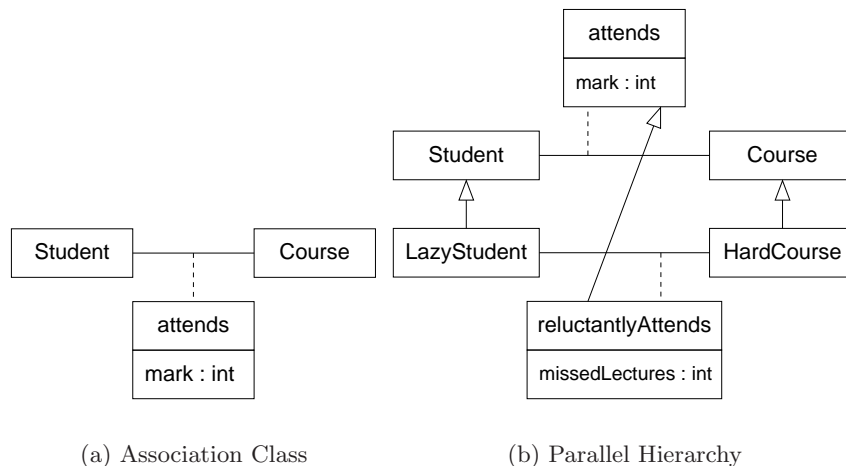 Student
Course
attends
mark : int
(a) Association Class
attends
mark : int
Student
Course
LazyStudent
HardCourse
reluctantlyAttends
missedLectures : int
(b) Parallel Hierarchy